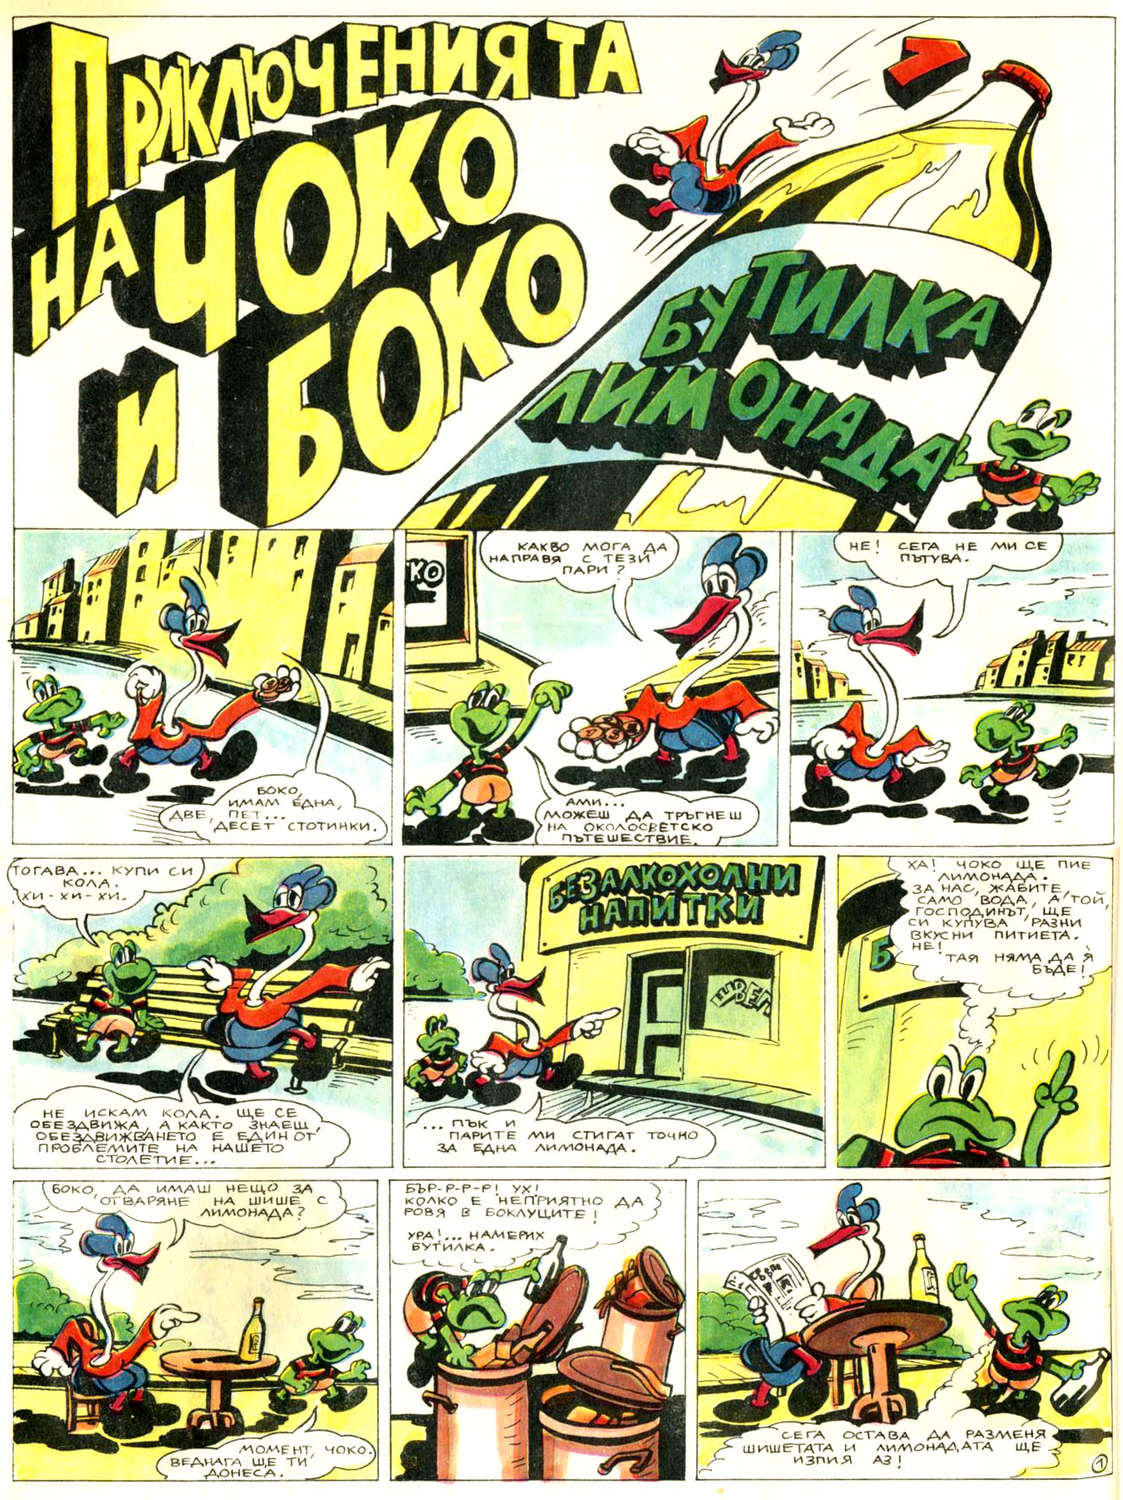 ПРИКЛЮЧЕНИЯТА
НА ЧОКО
И БОКО
7
БУТИЛКА
ЛИМОНАДА
БОКО,
ИМАМ ЕДНА,
ДВЕ, ПЕТ...
ДЕСЕТ СТОТИНКИ.
КО
КАКВО МОГА ДА
НАПРАВЯ С ТЕЗИ
ПАРИ?
АМИ...
МОЖЕШ ДА ТРЪГНЕШ
НА ОКОЛОСВЕТСКО
ПЪТЕШЕСТВИЕ.
НЕ! СЕГА НЕ МИ СЕ
ПЪТУВА.
ТОГАВА... КУПИ СИ
КОЛА.
ХИ-ХИ-ХИ.
НЕ ИСКАМ КОЛА. ЩЕ СЕ
ОБЕЗДВИЖА, А КАКТО ЗНАЕШ,
ОБЕЗДВИЖВАНЕТО Е ЕДИН ОТ
ПРОБЛЕМИТЕ НА НАШЕТО
СТОЛЕТИЕ...
БЕЗАЛКОХОЛНИ
НАПИТКИ
ШВЕП
...ПЪК И
ПАРИТЕ МИ СТИГАТ ТОЧНО
ЗА ЕДНА ЛИМОНАДА.
Б
ХА! ЧОКО ЩЕ ПИЕ
ЛИМОНАДА.
ЗА НАС, ЖАБИТЕ,
САМО ВОДА, А ТОЙ,
ГОСПОДИНЪТ, ЩЕ
СИ КУПУВА РАЗНИ
ВКУСНИ ПИТИЕТА.
НЕ!
ТАЯ НЯМА ДА Я
БЪДЕ!
БОКО, ДА ИМАШ НЕЩО ЗА
ОТВАРЯНЕ НА ШИШЕ С
ЛИМОНАДА?
МОМЕНТ, ЧОКО.
ВЕДНАГА ЩЕ ТИ
ДОНЕСА.
БЪР-Р-Р-Р! УХ!
КОЛКО Е НЕПРИЯТНО ДА
РОВЯ В БОКЛУЦИТЕ!
УРА!... НАМЕРИХ
БУТИЛКА.
СЕГА ОСТАВА ДА РАЗМЕНЯ
ШИШЕТАТА И ЛИМОНАДАТА ЩЕ
ИЗПИЯ АЗ!
1